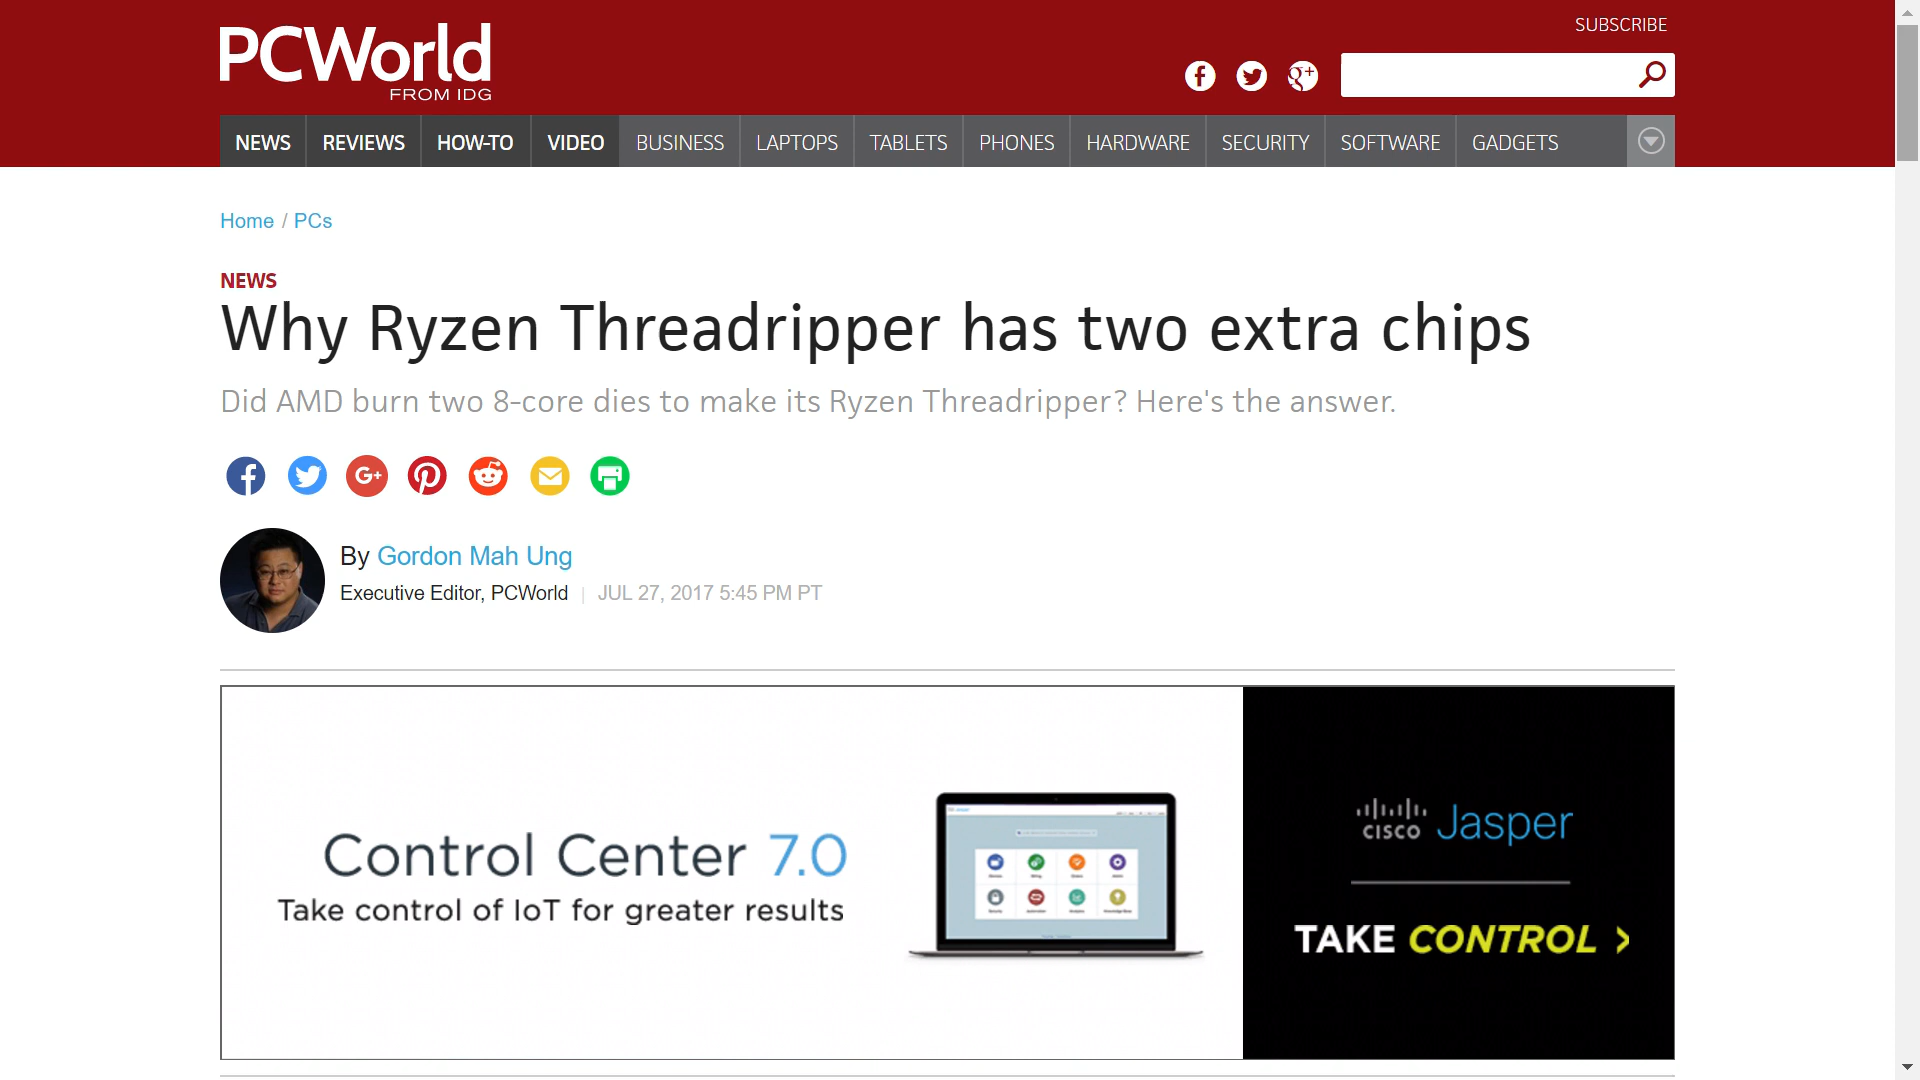 SUBSCRIBE
PCWorld
FROM IDG
NEWS REVIEWS HOW-TO VIDEO BUSINESS LAPTOPS TABLETS PHONES HARDWARE SECURITY SOFTWARE GADGETS
Home / PCs
NEWS
Why Ryzen Threadripper has two extra chips
Did AMD burn two 8-core dies to make its Ryzen Threadripper? Here's the answer.
By Gordon Mah Ung
Executive Editor, PCWorld | JUL 27, 2017 5:45 PM PT
Control Center 7.0
Take control of IoT for greater results
CISCO Jasper
TAKE CONTROL >